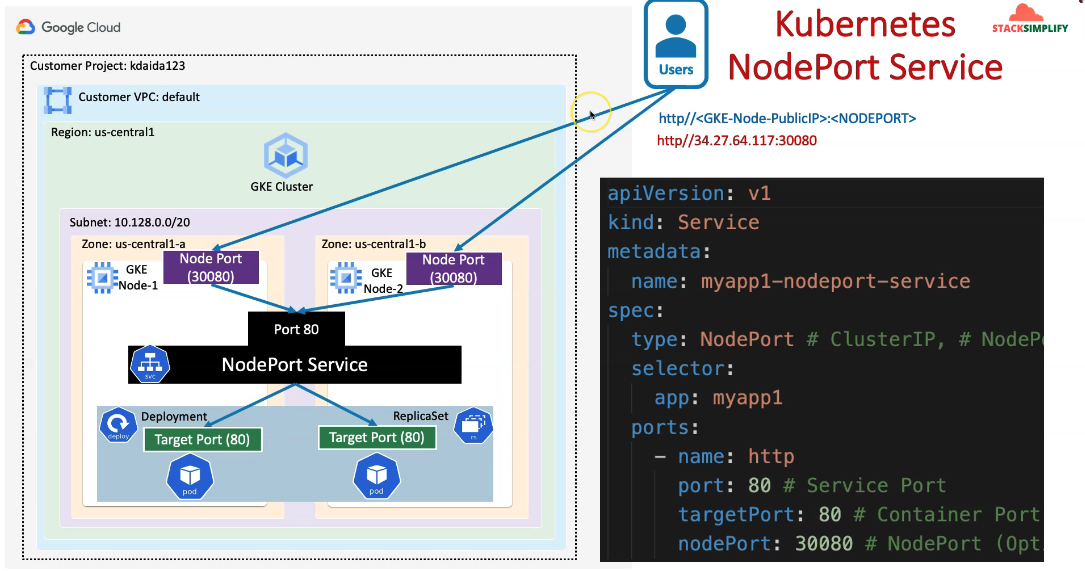 Google Cloud
Users
Kubernetes
NodePort Service
STACKSIMPLIFY
Customer Project: kdaida123
Customer VPC: default
Region: us-central1
GKE Cluster
http//<GKE-Node-PublicIP>:<NODEPORT>
http//34.27.64.117:30080
Subnet: 10.128.0.0/20
Zone: us-central1-a
Zone: us-central1-b
GKE
Node-1
Node Port
(30080)
GKE
Node-2
Node Port
(30080)
Port 80
svc
NodePort Service
Deployment
ReplicaSet
deploy
rs
Target Port (80)
Target Port (80)
pod
pod
apiVersion: v1
kind: Service
metadata:
name: myapp1-nodeport-service
spec:
type: NodePort # ClusterIP, # NodeP
selector:
app: myapp1
ports:
- name: http
port: 80 # Service Port
targetPort: 80 # Container Port
nodePort: 30080 # NodePort (Opt